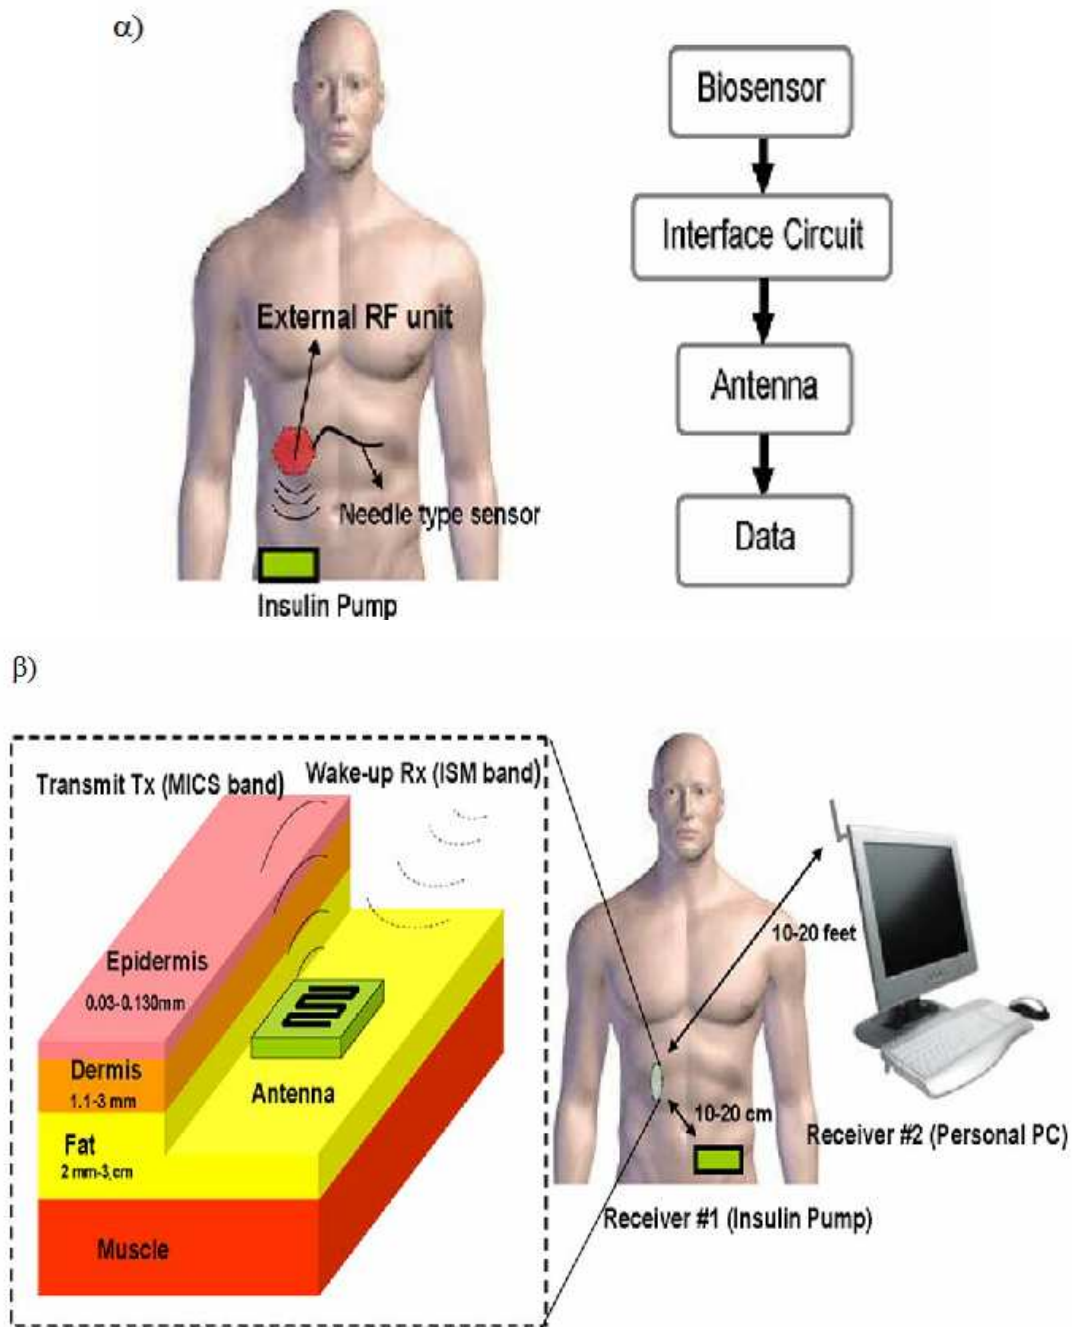 α)
Biosensor
Interface Circuit
External RF unit
Antenna
Needle type sensor
Data
Insulin Pump
β)
Transmit Tx (MICS band)
Wake-up Rx (ISM band)
10-20 feet
Epidermis
0.03-0.130mm
Dermis
1.1-3 mm
Antenna
10-20 cm
Fat
2 mm-3.cm
Receiver #2 (Personal PC)
Receiver #1 (Insulin Pump)
Muscle